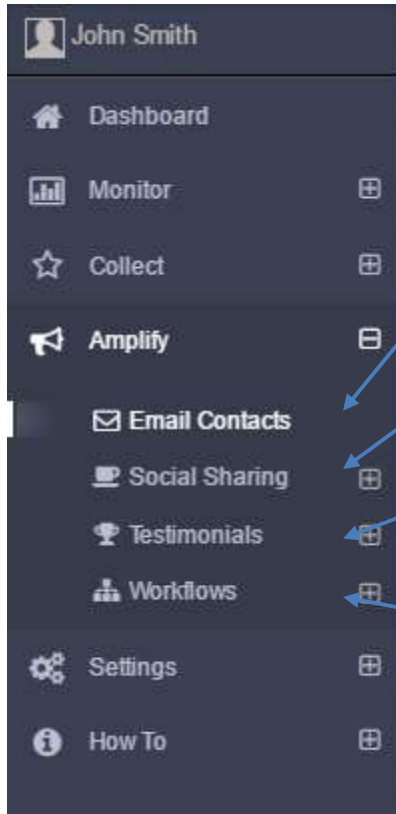 John Smith
Dashboard
Monitor
Collect
Amplify
Email Contacts
Social Sharing
Testimonials
Workflows
Settings
How To